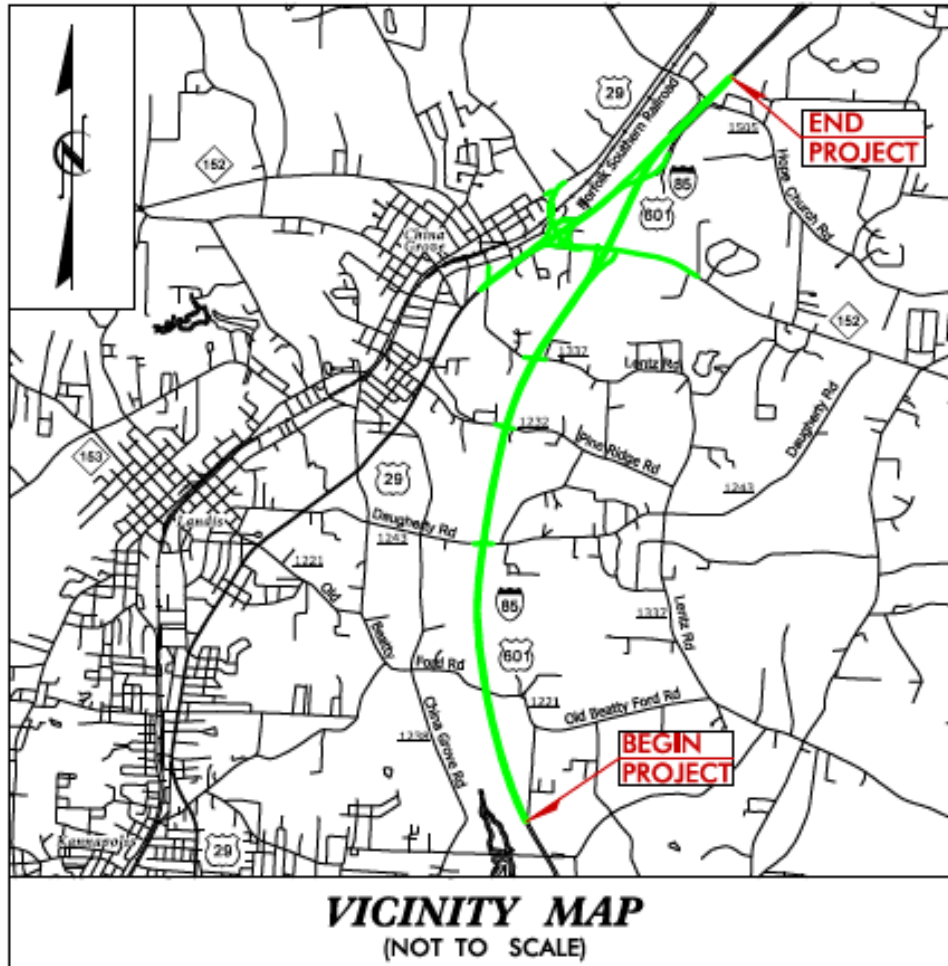 29
Norfolk Southern Railroad
1505
END
PROJECT
152
85
601
Hope Church Rd
China
Grove
152
1337
Lentz Rd
1232
Pine Ridge Rd
Daugherty Rd
153
29
1243
Landis
Daugherty Rd
1243
1221
Old
85
1337
Lentz Rd
Beatty
Ford Rd
601
1221
Old Beatty Ford Rd
China Grove Rd
1238
BEGIN
PROJECT
Kannapolis
29
VICINITY MAP
(NOT TO SCALE)